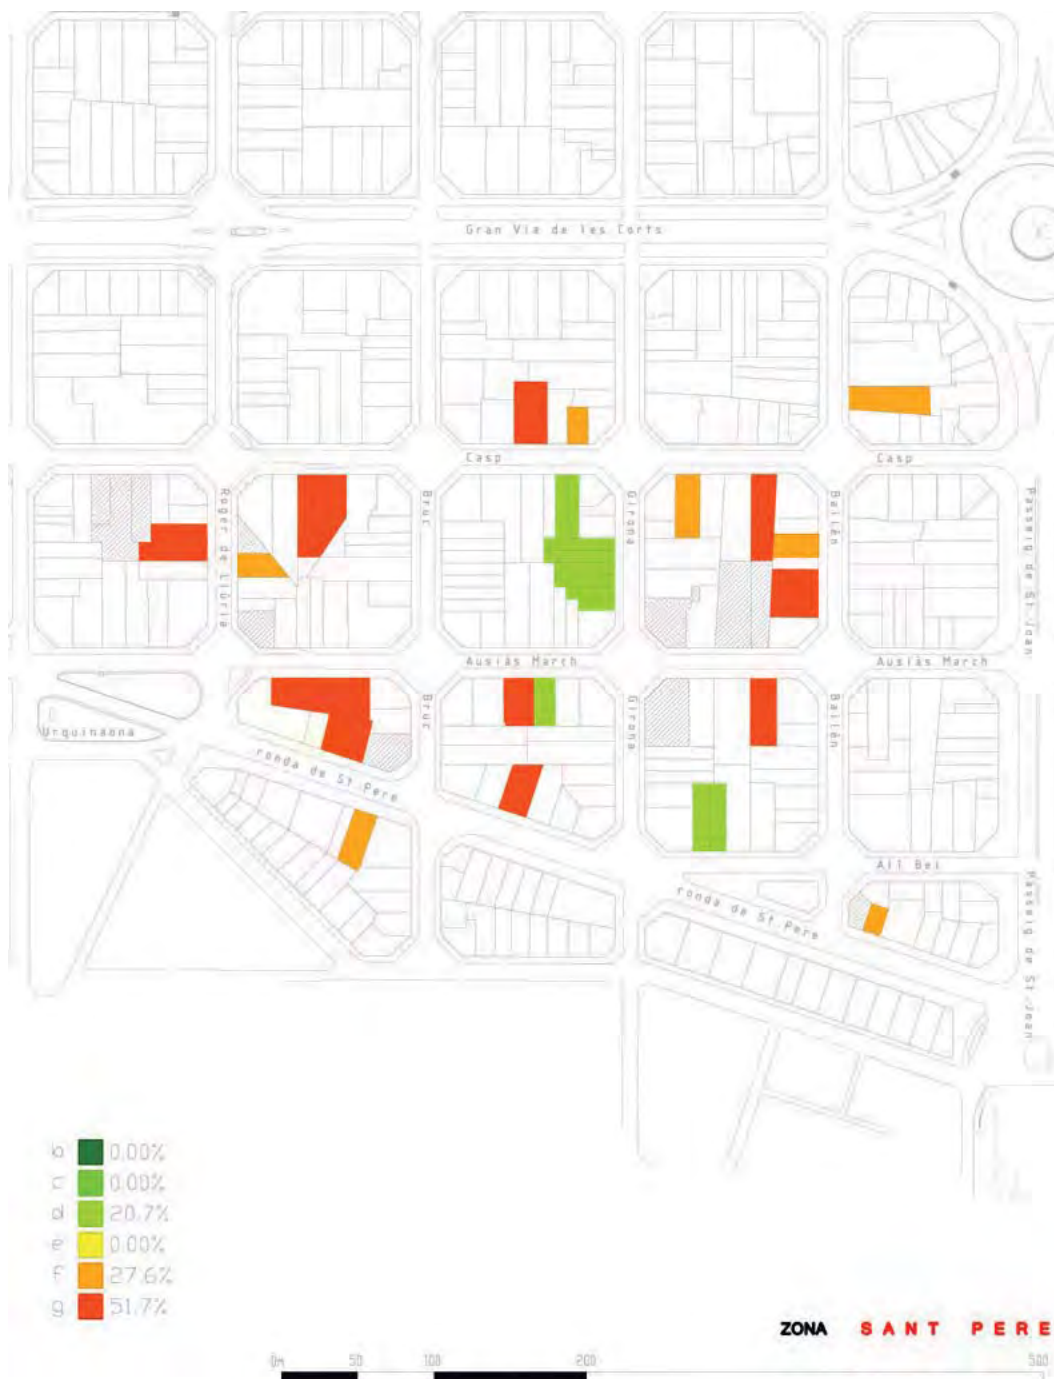 Gran Via de les Corts
Casp
Casp
Roger de Llúria
Bruc
Girona
Bailén
Passeig de St.Joan
Ausiàs March
Ausiàs March
Urquinaona
Bruc
Girona
Bailén
ronda de St.Pere
Alí Bei
ronda de St.Pere
Passeig de St.Joan
b 0.00%
c 0.00%
d 20.7%
e 0.00%
f 27.6%
g 51.7%
ZONA SANT PERE
0m 50 100 200 500